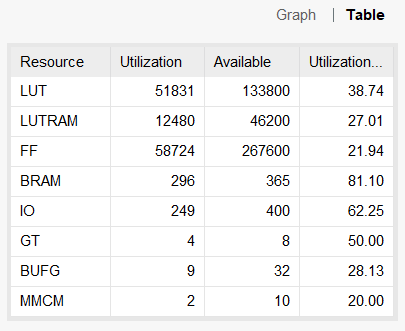 Graph | Table
Resource Utilization Available Utilization...
LUT 51831 133800 38.74
LUTRAM 12480 46200 27.01
FF 58724 267600 21.94
BRAM 296 365 81.10
IO 249 400 62.25
GT 4 8 50.00
BUFG 9 32 28.13
MMCM 2 10 20.00